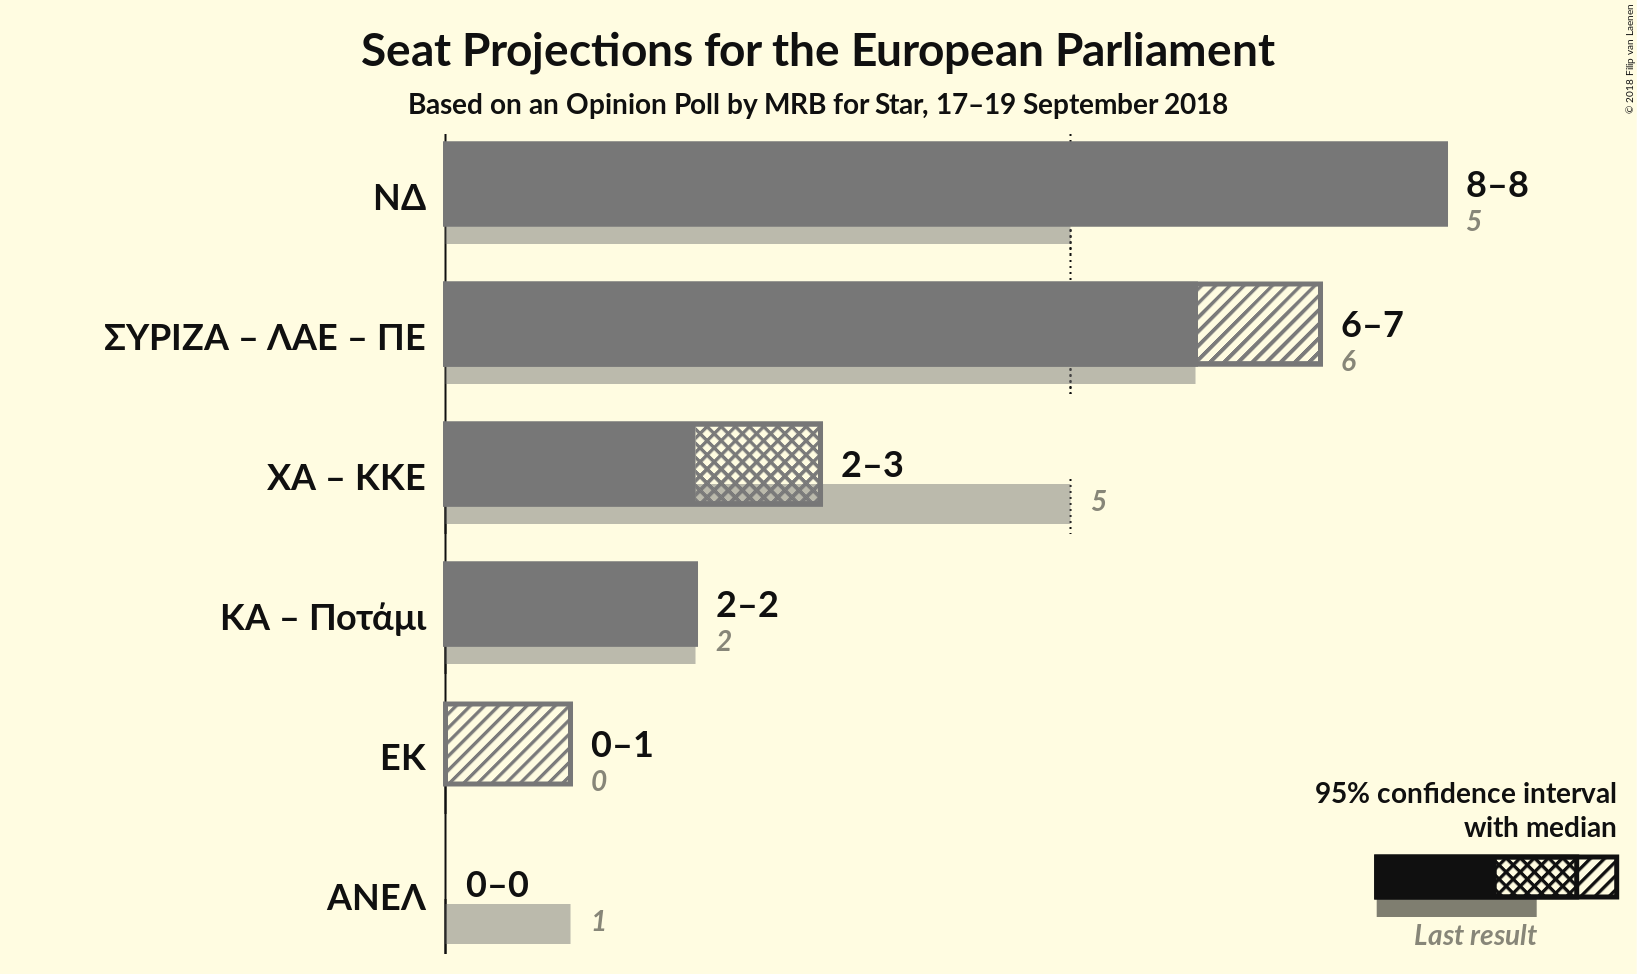 Seat Projections for the European Parliament
Based on an Opinion Poll by MRB for Star, 17–19 September 2018
© 2018 Filip van Laenen
ΝΔ
8–8
5
ΣΥΡΙΖΑ – ΛΑΕ – ΠΕ
6–7
6
ΧΑ – ΚΚΕ
2–3
5
ΚΑ – Ποτάμι
2–2
2
ΕΚ
0–1
0
ΑΝΕΛ
0–0
1
95% confidence interval
with median
Last result